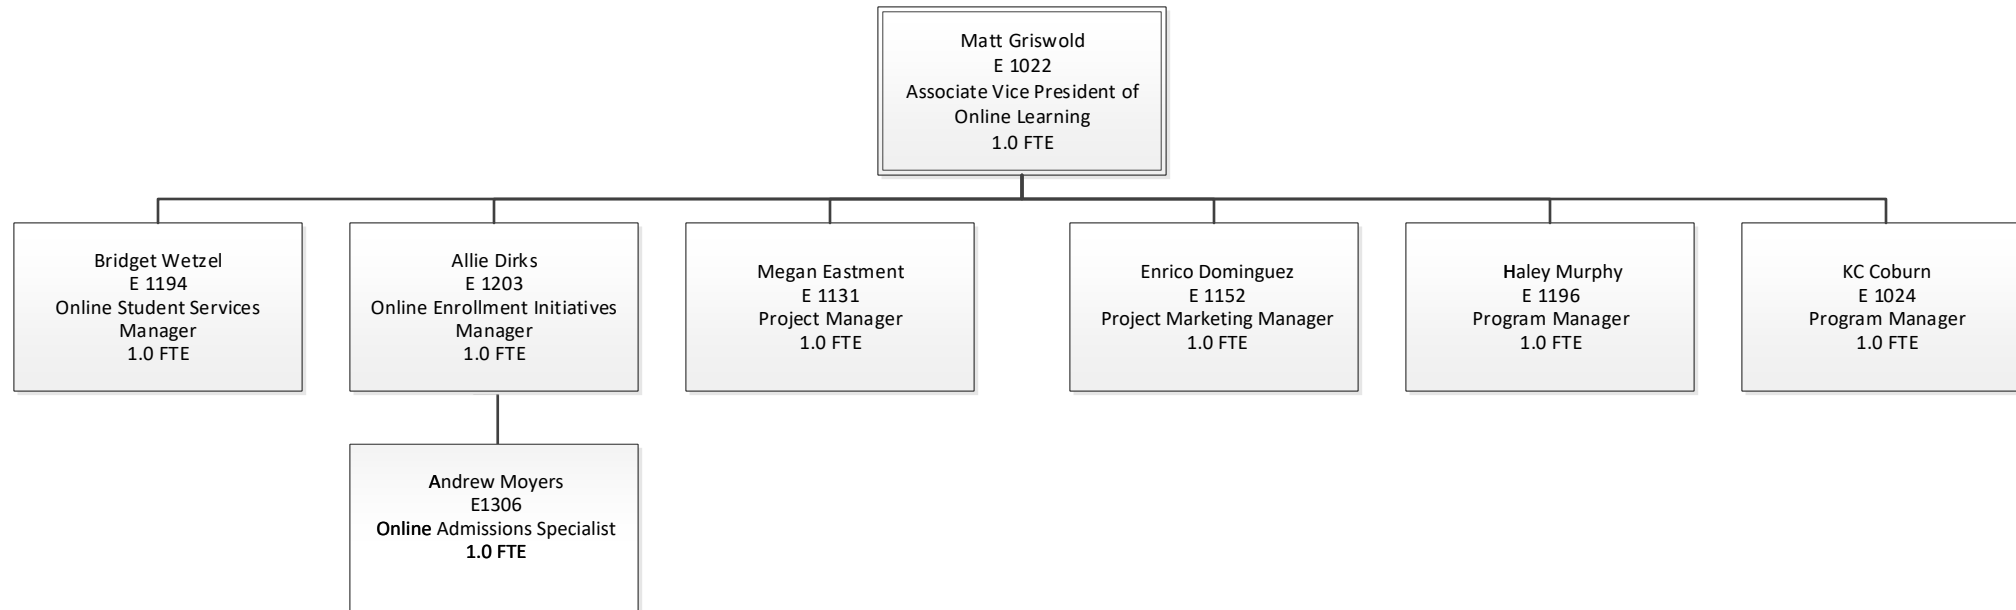 Matt Griswold
E 1022
Associate Vice President of
Online Learning
1.0 FTE
Bridget Wetzel
E 1194
Online Student Services
Manager
1.0 FTE
Allie Dirks
E 1203
Online Enrollment Initiatives
Manager
1.0 FTE
Megan Eastment
E 1131
Project Manager
1.0 FTE
Enrico Dominguez
E 1152
Project Marketing Manager
1.0 FTE
Haley Murphy
E 1196
Program Manager
1.0 FTE
KC Coburn
E 1024
Program Manager
1.0 FTE
Andrew Moyers
E1306
Online Admissions Specialist
1.0 FTE